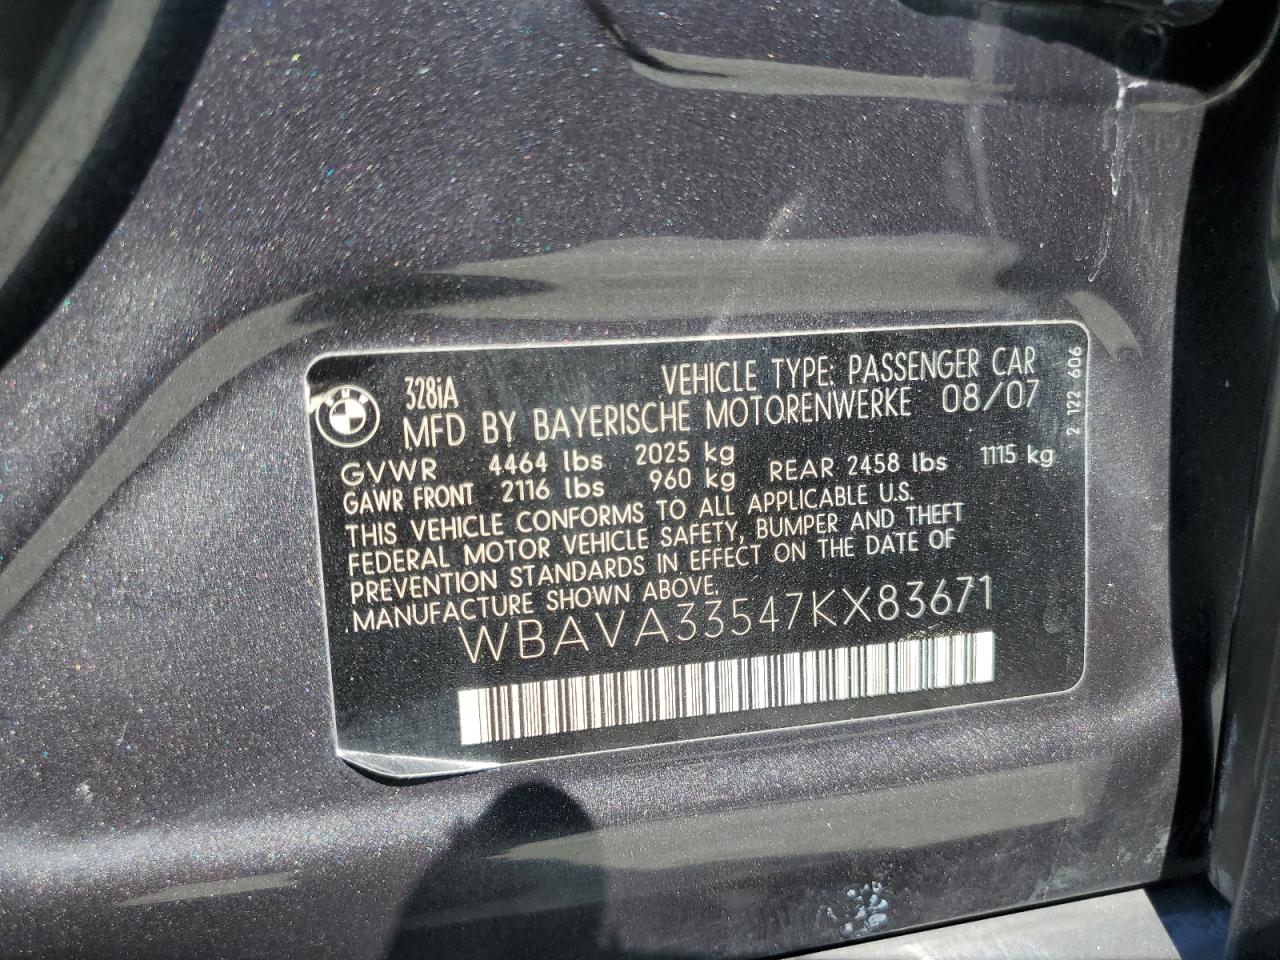 BMW
328iA
VEHICLE TYPE: PASSENGER CAR
MFD BY BAYERISCHE MOTORENWERKE 08/07
GVWR 4464 lbs 2025 kg
GAWR FRONT 2116 lbs 960 kg REAR 2458 lbs 1115 kg
THIS VEHICLE CONFORMS TO ALL APPLICABLE U.S.
FEDERAL MOTOR VEHICLE SAFETY, BUMPER AND THEFT
PREVENTION STANDARDS IN EFFECT ON THE DATE OF
MANUFACTURE SHOWN ABOVE.
WBAVA33547KX83671
2 122 606